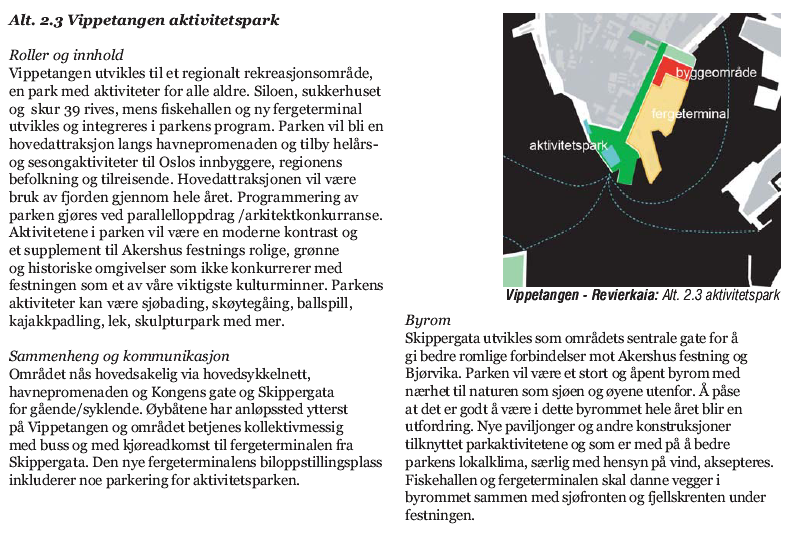 Alt. 2.3 Vippetangen aktivitetspark
Roller og innhold
Vippetangen utvikles til et regionalt rekreasjonsområde,
en park med aktiviteter for alle aldre. Siloen, sukkerhuset
og skur 39 rives, mens fiskehallen og ny fergeterminal
utvikles og integreres i parkens program. Parken vil bli en
hovedattraksjon langs havnepromenaden og tilby helårs-
og sesongaktiviteter til Oslos innbyggere, regionens
befolkning og tilreisende. Hovedattraksjonen vil være
bruk av fjorden gjennom hele året. Programmering av
parken gjøres ved parallelloppdrag /arkitektkonkurranse.
Aktivitetene i parken vil være en moderne kontrast og
et supplement til Akershus festnings rolige, grønne
og historiske omgivelser som ikke konkurrerer med
festningen som et av våre viktigste kulturminner. Parkens
aktiviteter kan være sjøbading, skøytegåing, ballspill,
kajakkpadling, lek, skulpturpark med mer.
Sammenheng og kommunikasjon
Området nås hovedsakelig via hovedsykkelnett,
havnepromenaden og Kongens gate og Skippergata
for gående/syklende. Øybåtene har anløpssted ytterst
på Vippetangen og området betjenes kollektivmessig
med buss og med kjøreadkomst til fergeterminalen fra
Skippergata. Den nye fergeterminalens biloppstillingsplass
inkluderer noe parkering for aktivitetsparken.
byggeområde
fergeterminal
aktivitetspark
Vippetangen - Revierkaia: Alt. 2.3 aktivitetspark
Byrom
Skippergata utvikles som områdets sentrale gate for å
gi bedre romlige forbindelser mot Akershus festning og
Bjørvika. Parken vil være et stort og åpent byrom med
nærhet til naturen som sjøen og øyene utenfor. Å påse
at det er godt å være i dette byrommet hele året blir en
utfordring. Nye paviljonger og andre konstruksjoner
tilknyttet parkaktivitetene og som er med på å bedre
parkens lokalklima, særlig med hensyn på vind, aksepteres.
Fiskehallen og fergeterminalen skal danne vegger i
byrommet sammen med sjøfronten og fjellskrenten under
festningen.